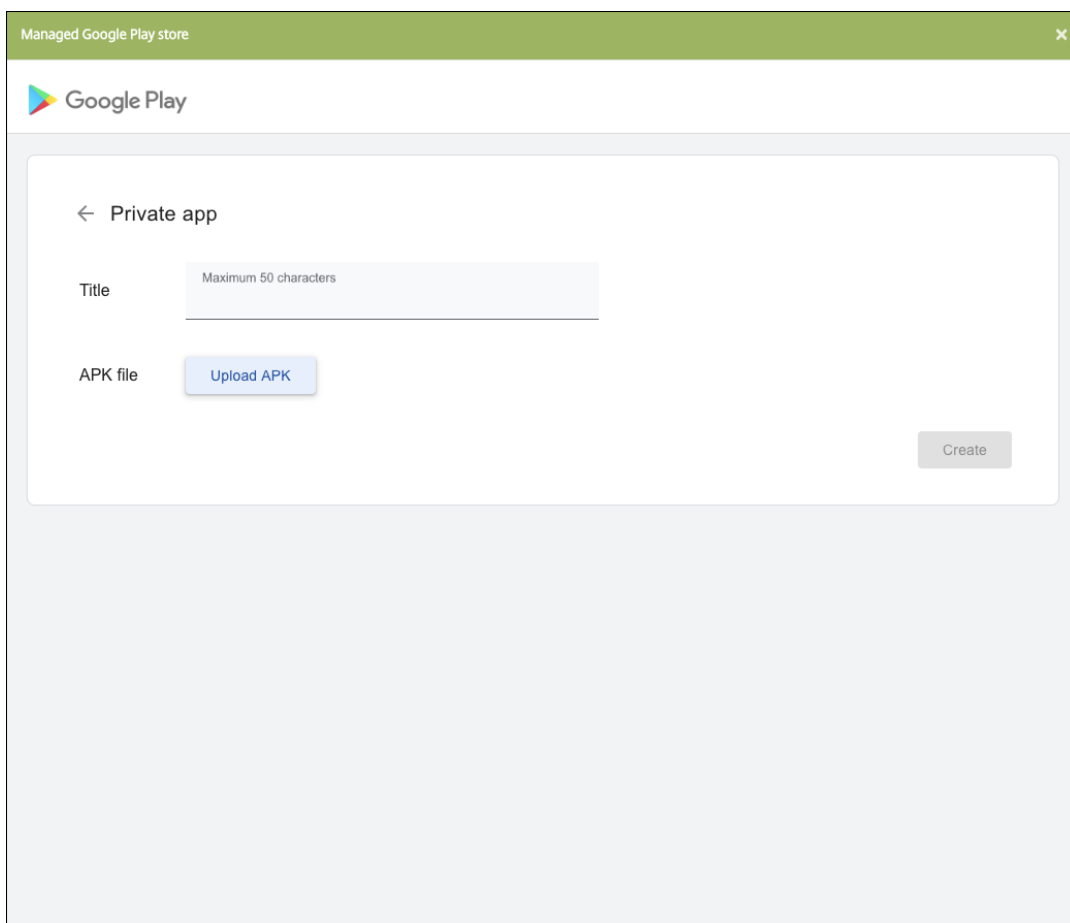 Managed Google Play store
Google Play
Private app
Title
Maximum 50 characters
APK file
Upload APK
Create